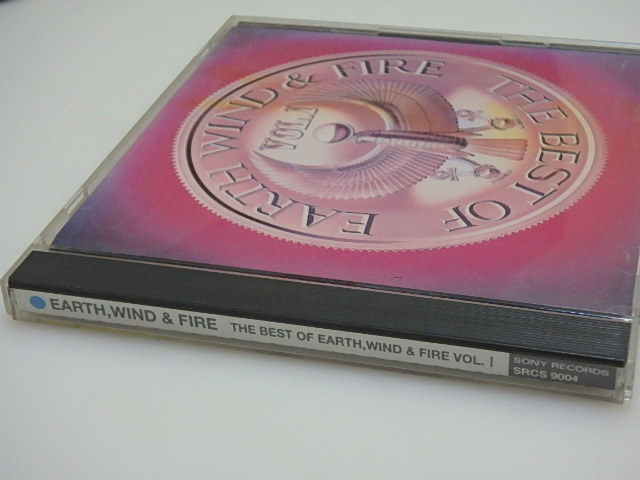 THE BEST OF
EARTH WIND & FIRE
VOL.I
EARTH,WIND & FIRE THE BEST OF EARTH,WIND & FIRE VOL. I
SONY RECORDS
SRCS 9004